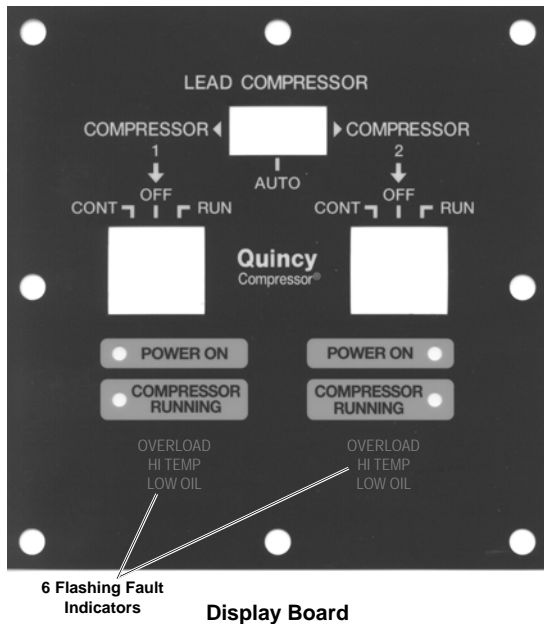 LEAD COMPRESSOR
COMPRESSOR
1
COMPRESSOR
2
AUTO
CONT
OFF
RUN
CONT
OFF
RUN
Quincy
Compressor®
POWER ON
COMPRESSOR
RUNNING
POWER ON
COMPRESSOR
RUNNING
OVERLOAD
HI TEMP
LOW OIL
OVERLOAD
HI TEMP
LOW OIL
6 Flashing Fault
Indicators
Display Board